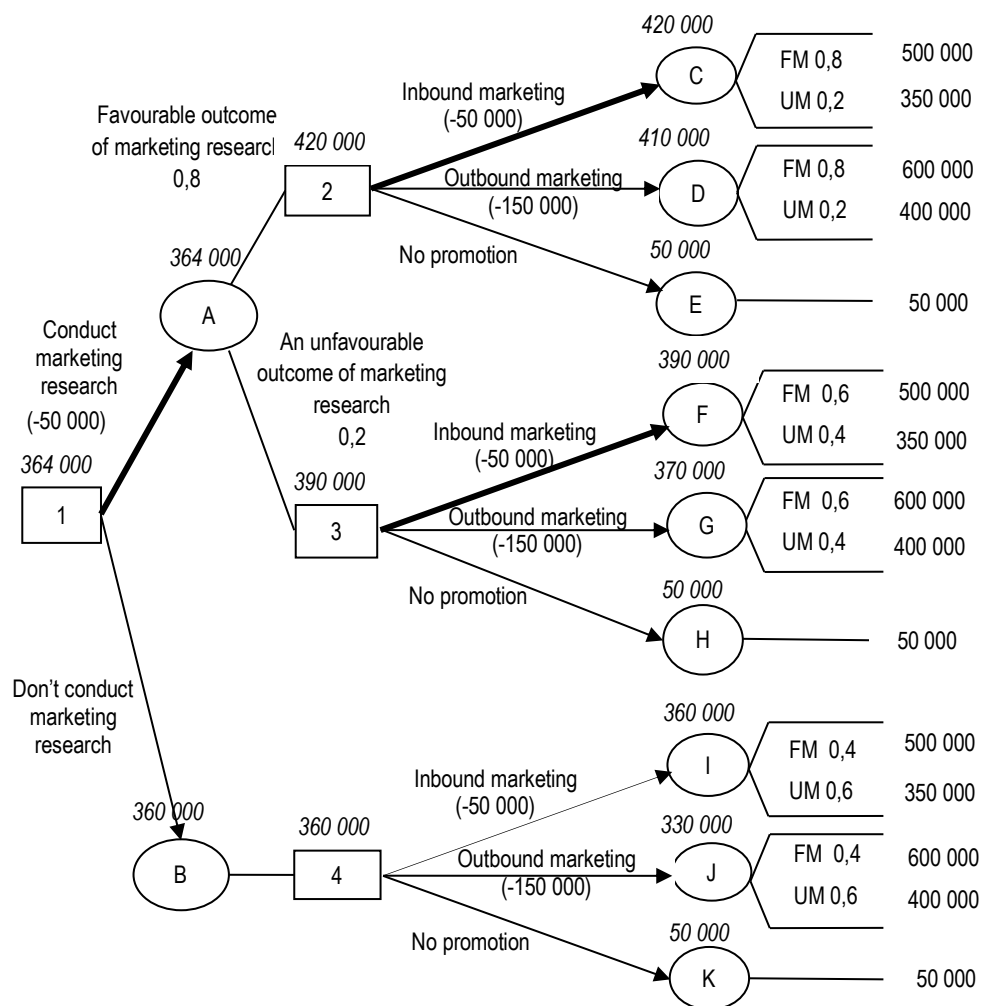 420 000
C
FM 0,8
500 000
UM 0,2
350 000
Inbound marketing
(-50 000)
Favourable outcome
of marketing research
0,8
420 000
2
410 000
D
FM 0,8
600 000
UM 0,2
400 000
Outbound marketing
(-150 000)
No promotion
50 000
E
50 000
364 000
A
Conduct
marketing
research
(-50 000)
An unfavourable
outcome of marketing
research
0,2
390 000
F
FM 0,6
500 000
UM 0,4
350 000
Inbound marketing
(-50 000)
364 000
1
390 000
3
370 000
G
FM 0,6
600 000
UM 0,4
400 000
Outbound marketing
(-150 000)
No promotion
50 000
H
50 000
Don't conduct
marketing
research
360 000
I
FM 0,4
500 000
UM 0,6
350 000
Inbound marketing
(-50 000)
360 000
B
360 000
4
330 000
J
FM 0,4
600 000
UM 0,6
400 000
Outbound marketing
(-150 000)
No promotion
50 000
K
50 000